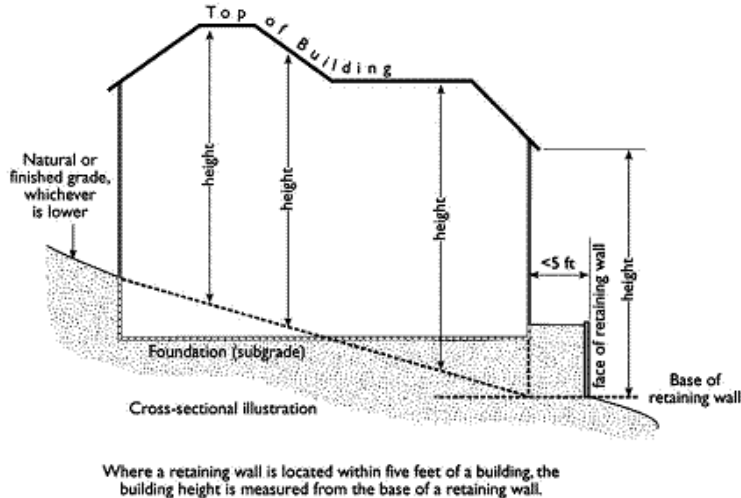 Top of Building
Natural or
finished grade,
whichever
is lower
height
height
height
<5 ft
face of retaining wall
height
Foundation (subgrade)
Base of
retaining wall
Cross-sectional illustration
Where a retaining wall is located within five feet of a building, the
building height is measured from the base of a retaining wall.